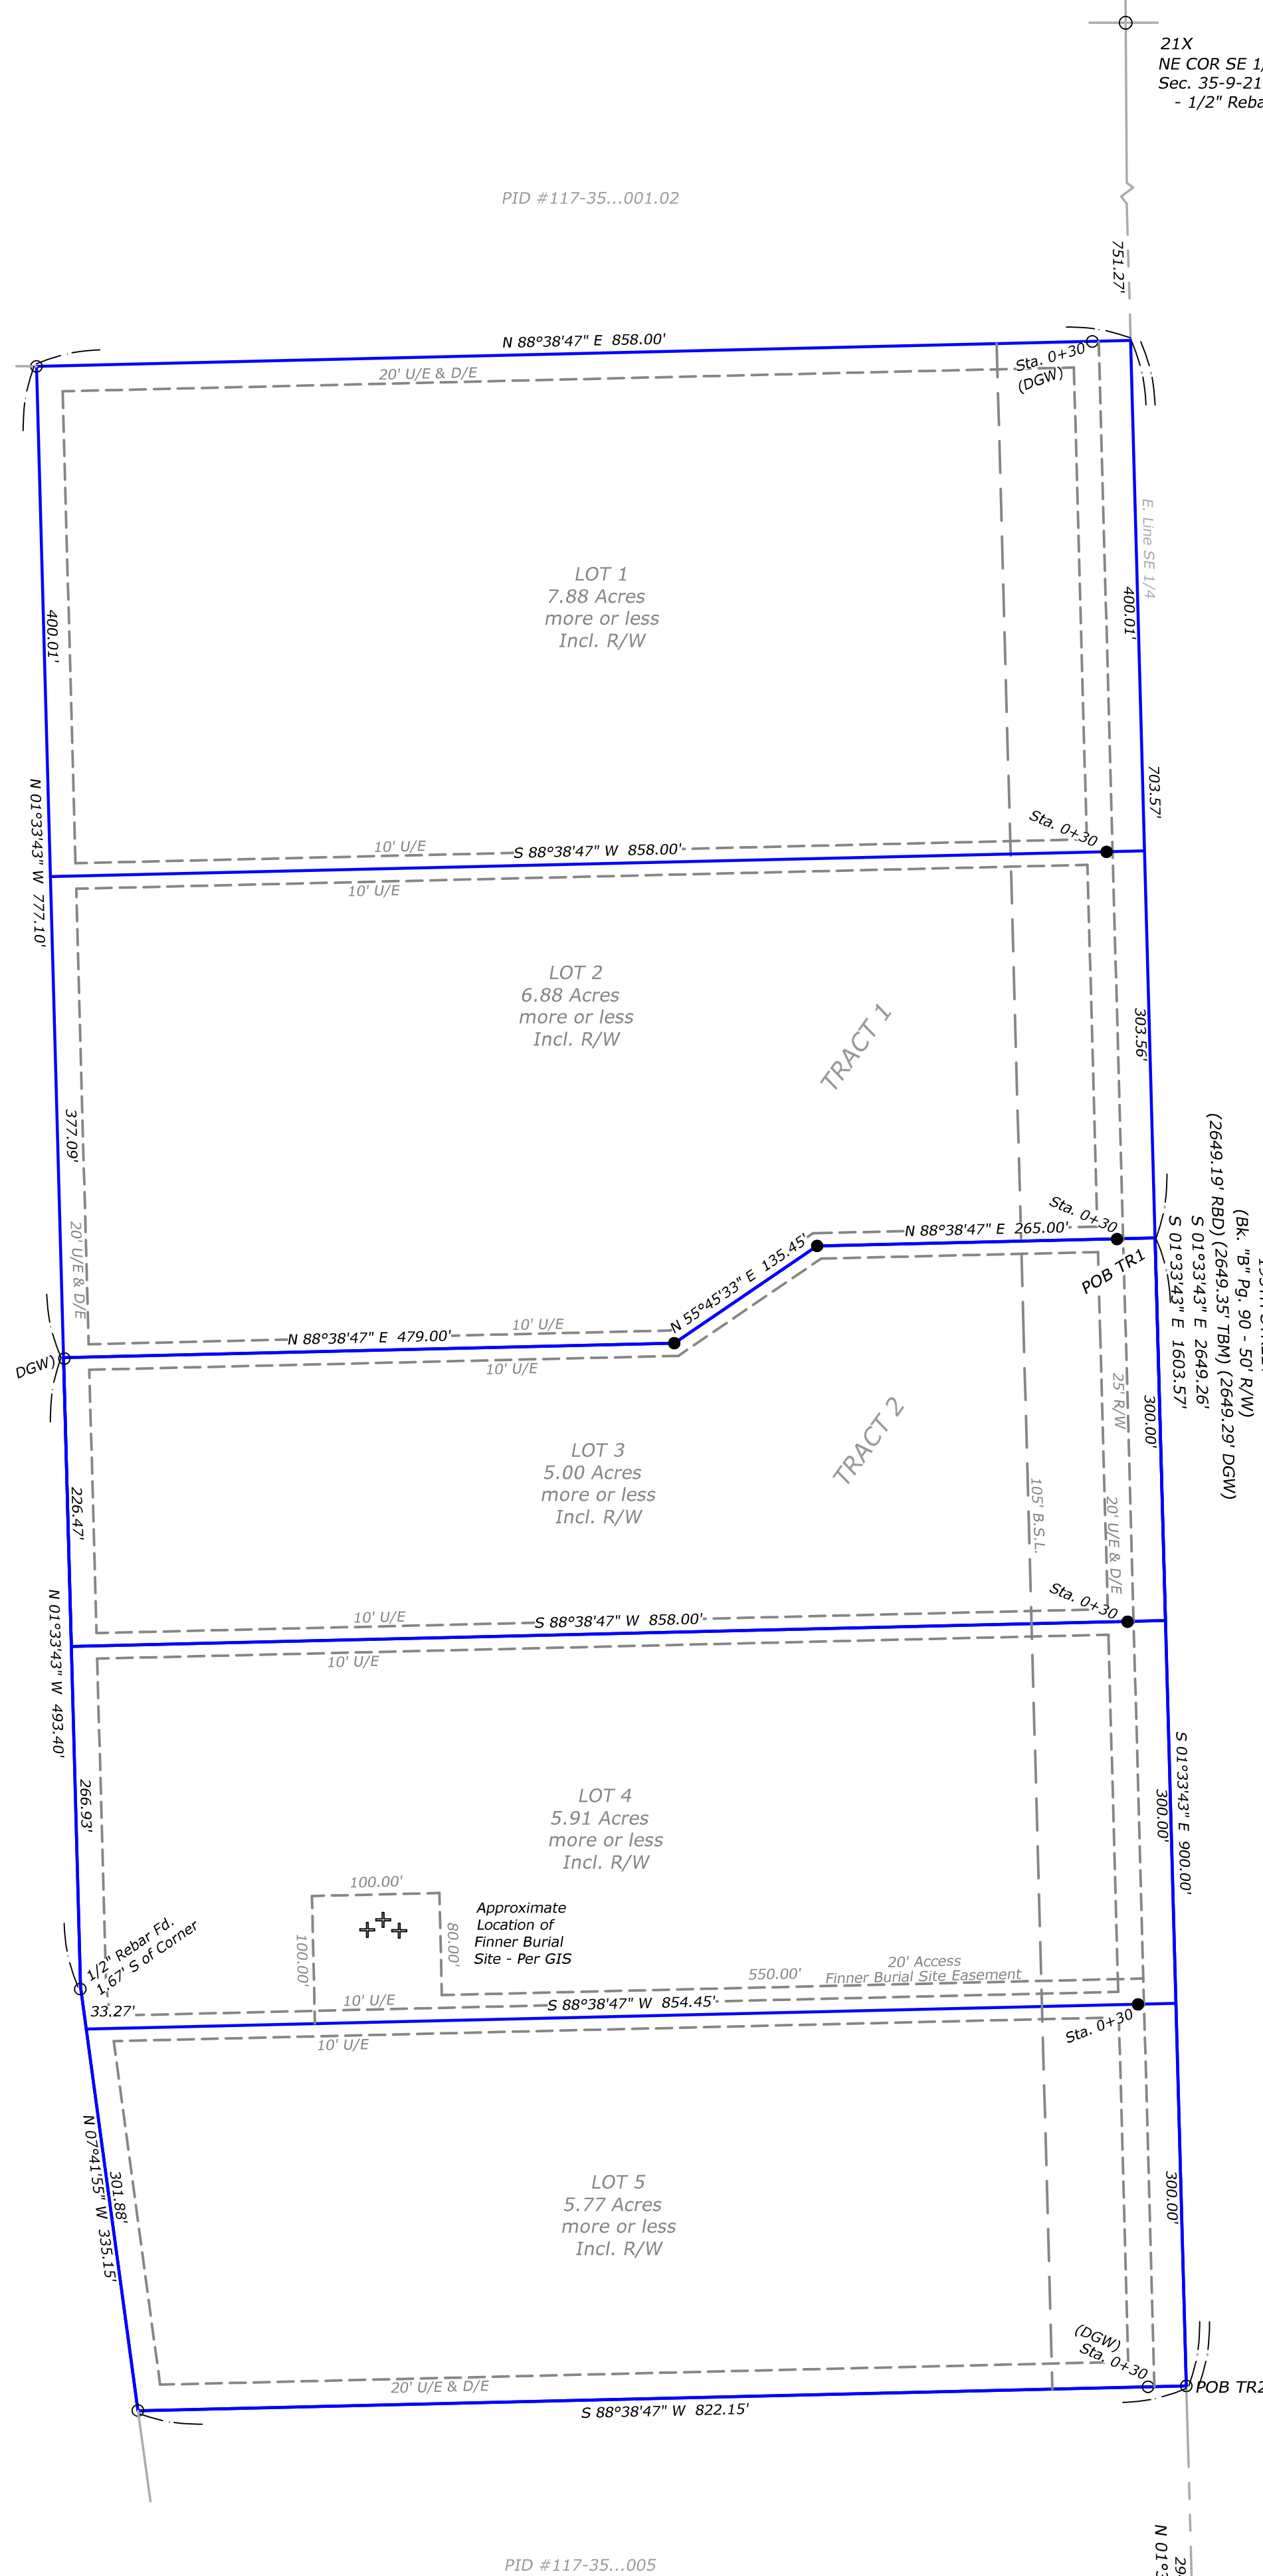 21X
NE COR SE 1/
Sec. 35-9-21
- 1/2" Reba
PID #117-35...001.02
751.27'
N 88°38'47" E 858.00'
Sta. 0+30
(DGW)
20' U/E & D/E
E. Line SE 1/4
LOT 1
7.88 Acres
more or less
Incl. R/W
400.01'
400.01'
703.57'
N 01°33'43" W 777.10'
Sta. 0+30
10' U/E
S 88°38'47" W 858.00'
10' U/E
LOT 2
6.88 Acres
more or less
Incl. R/W
TRACT 1
303.56'
377.09'
20' U/E & D/E
Sta. 0+30
N 88°38'47" E 265.00'
POB TR1
N 55°45'33" E 135.45'
10' U/E
N 88°38'47" E 479.00'
10' U/E
DGW)
(Bk. "B" Pg. 90 - 50' R/W)
(2649.19' RBD) (2649.35' TBM) (2649.29' DGW)
S 01°33'43" E 2649.26'
S 01°33'43" E 1603.57'
25' R/W
300.00'
TRACT 2
LOT 3
5.00 Acres
more or less
Incl. R/W
226.47'
105' B.S.L.
20' U/E & D/E
Sta. 0+30
10' U/E
S 88°38'47" W 858.00'
10' U/E
N 01°33'43" W 493.40'
S 01°33'43" E 900.00'
LOT 4
5.91 Acres
more or less
Incl. R/W
266.93'
300.00'
100.00'
100.00'
80.00'
Approximate
Location of
Finner Burial
Site - Per GIS
1/2" Rebar Fd.
1.67' S of Corner
550.00'
20' Access
Finner Burial Site Easement
33.27'
10' U/E
S 88°38'47" W 854.45'
Sta. 0+30
10' U/E
N 07°41'55" W 335.15'
301.88'
LOT 5
5.77 Acres
more or less
Incl. R/W
300.00'
(DGW)
Sta. 0+30
20' U/E & D/E
POB TR2
S 88°38'47" W 822.15'
PID #117-35...005